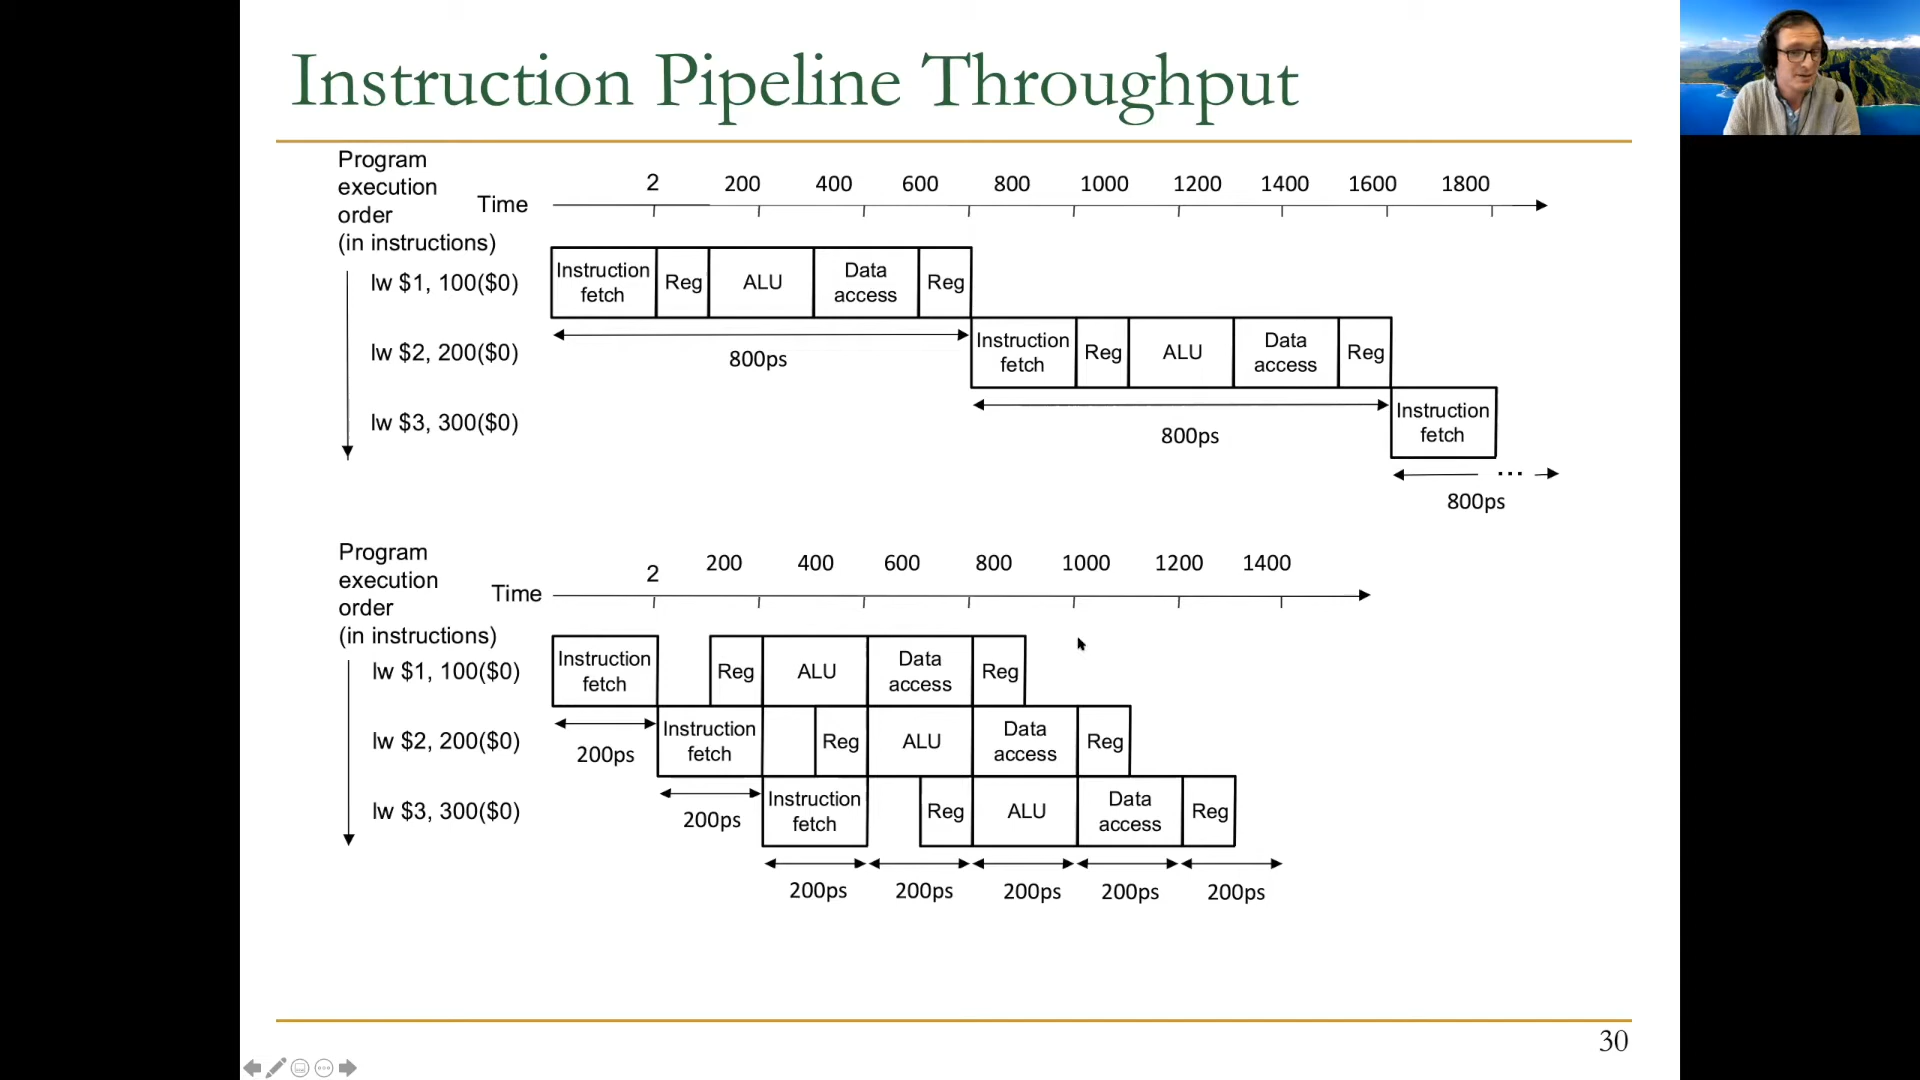 Instruction Pipeline Throughput
Program
execution
order
(in instructions)
Time
2 200 400 600 800 1000 1200 1400 1600 1800
lw $1, 100($0)
Instruction
fetch
Reg
ALU
Data
access
Reg
800ps
lw $2, 200($0)
Instruction
fetch
Reg
ALU
Data
access
Reg
800ps
lw $3, 300($0)
Instruction
fetch
...
800ps
Program
execution
order
(in instructions)
Time
2 200 400 600 800 1000 1200 1400
lw $1, 100($0)
Instruction
fetch
Reg
ALU
Data
access
Reg
200ps
lw $2, 200($0)
Instruction
fetch
Reg
ALU
Data
access
Reg
200ps
lw $3, 300($0)
Instruction
fetch
Reg
ALU
Data
access
Reg
200ps 200ps 200ps 200ps 200ps
30